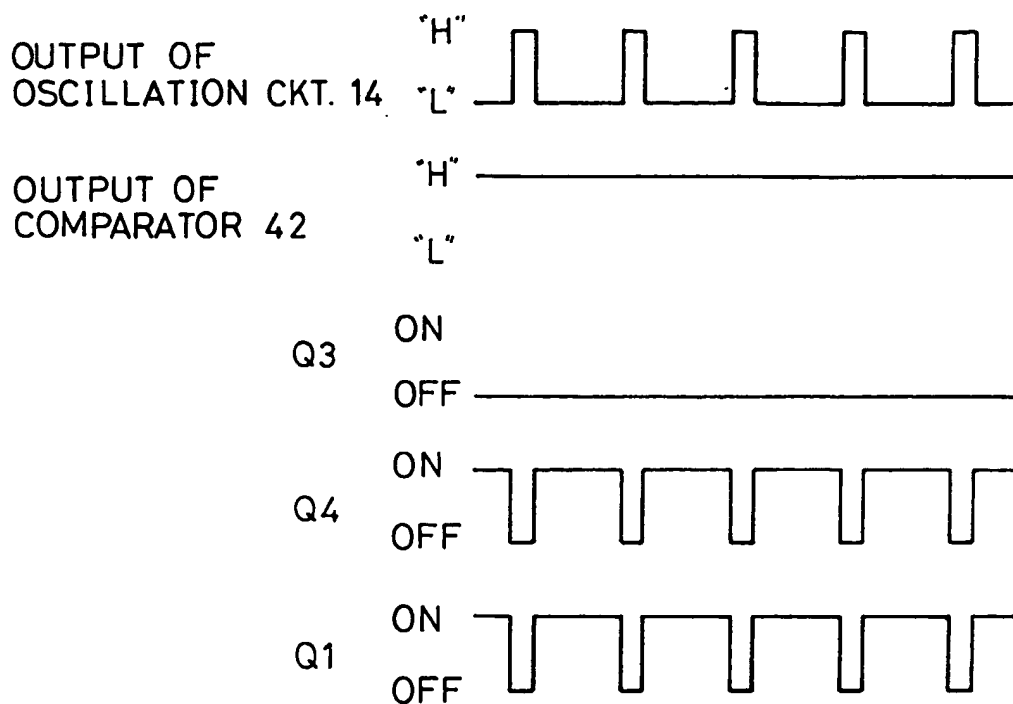 OUTPUT OF
OSCILLATION CKT. 14
"H"
"L"
OUTPUT OF
COMPARATOR 42
"H"
"L"
Q3
ON
OFF
Q4
ON
OFF
Q1
ON
OFF